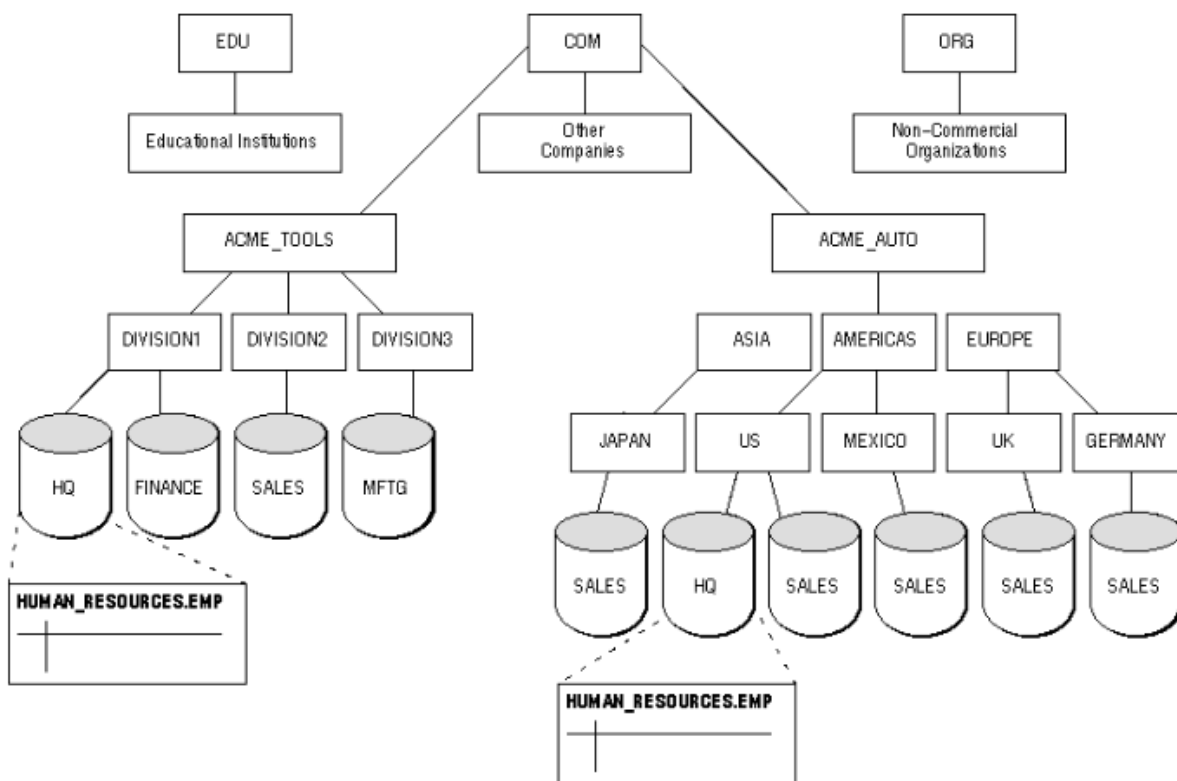 EDU
COM
ORG
Educational Institutions
Other
Companies
Non-Commercial
Organizations
ACME_TOOLS
ACME_AUTO
DIVISION1
DIVISION2
DIVISION3
ASIA
AMERICAS
EUROPE
JAPAN
US
MEXICO
UK
GERMANY
HQ
FINANCE
SALES
MFTG
SALES
HQ
SALES
SALES
SALES
SALES
HUMAN_RESOURCES.EMP
HUMAN_RESOURCES.EMP